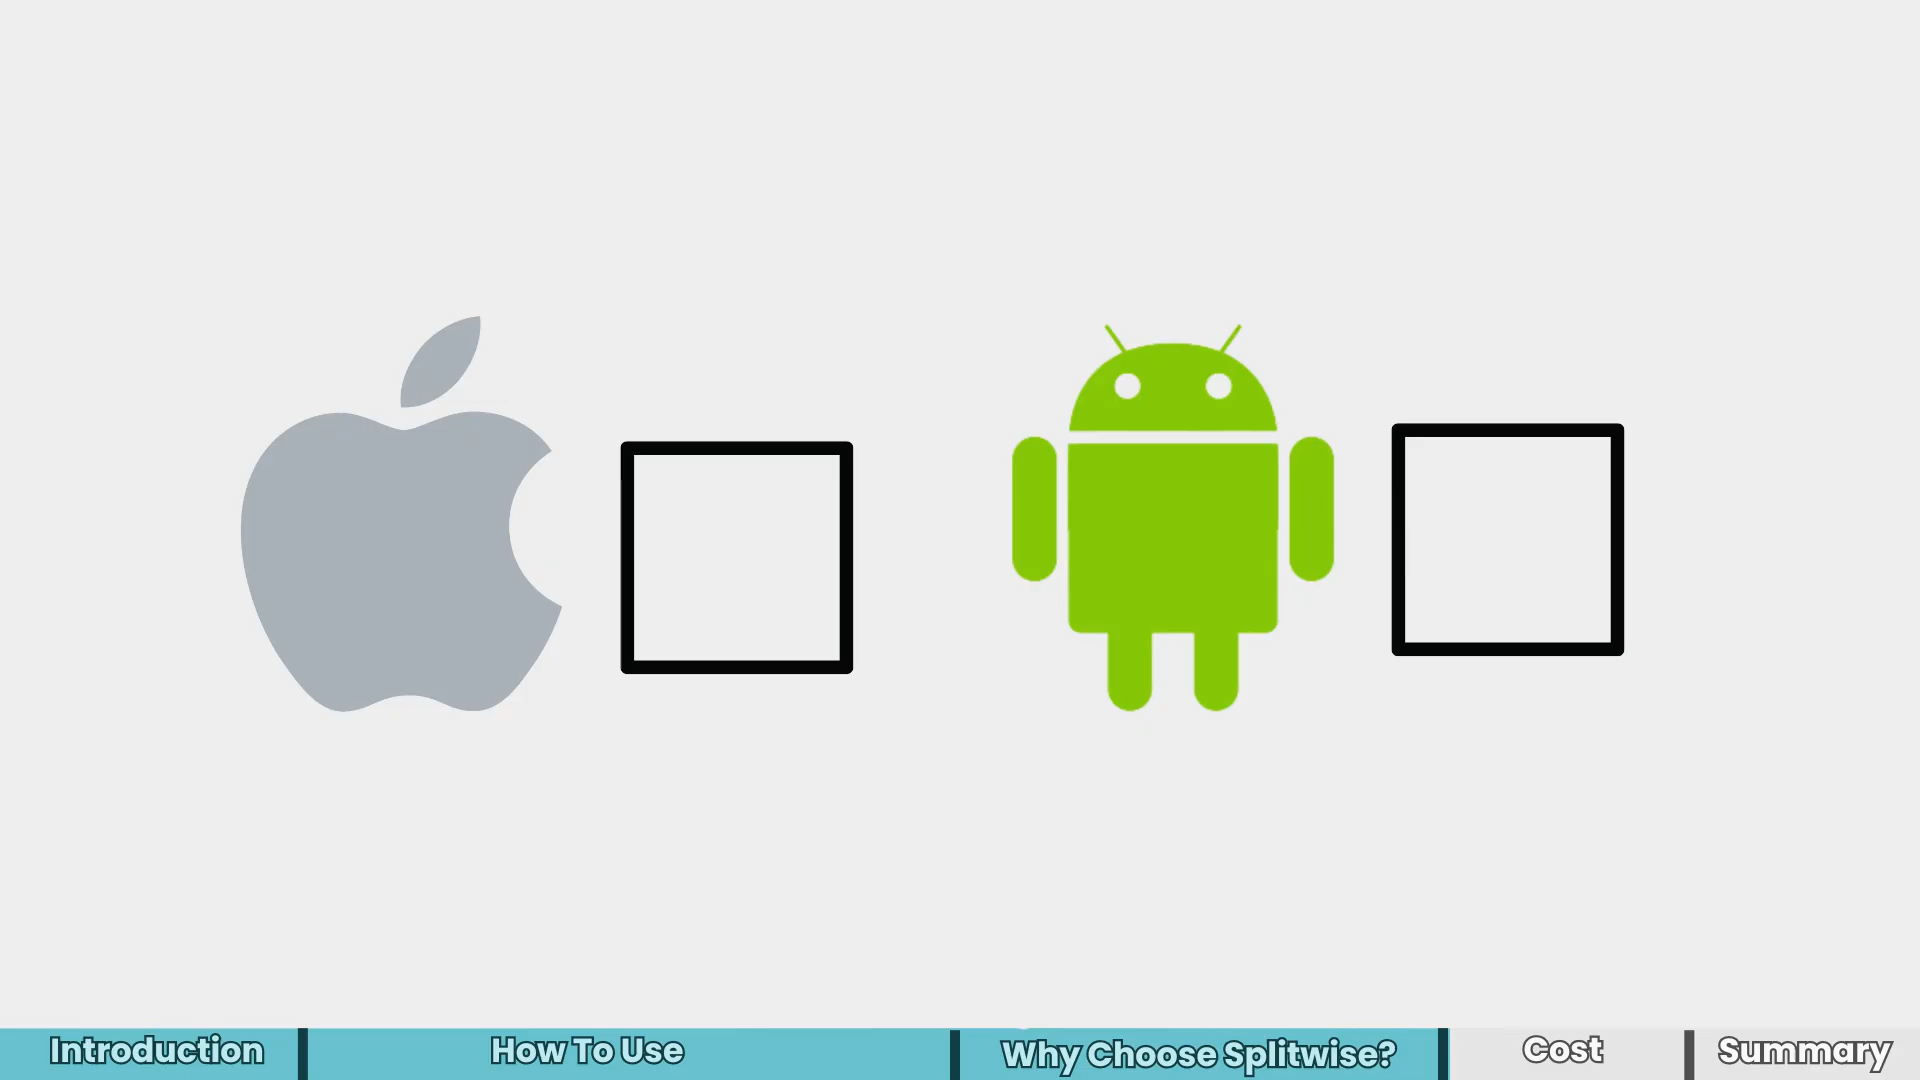 Introduction
How To Use
Why Choose Splitwise?
Cost
Summary